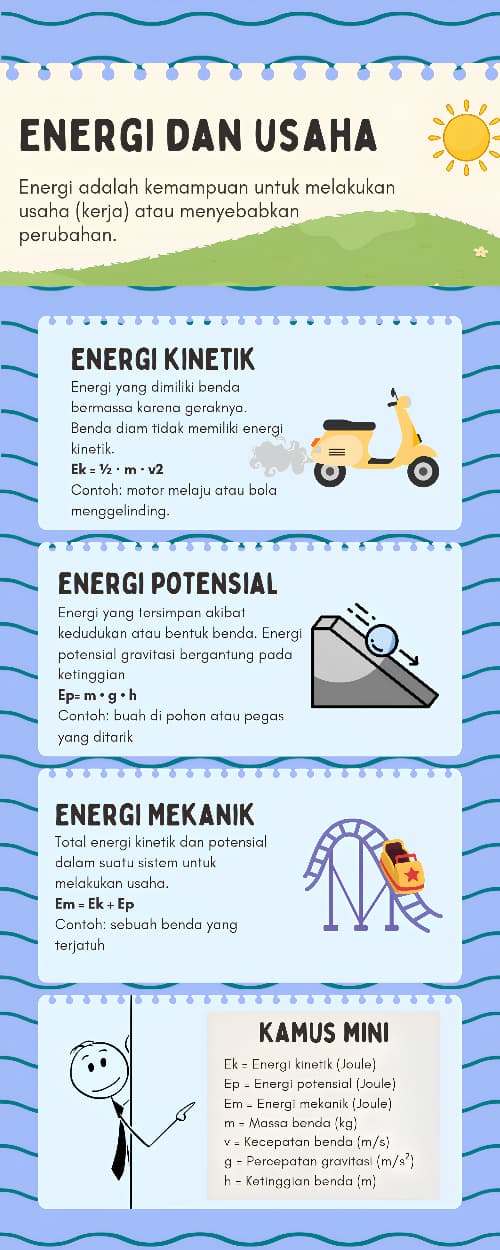 ENERGI DAN USAHA
Energi adalah kemampuan untuk melakukan
usaha (kerja) atau menyebabkan
perubahan.
ENERGI KINETIK
Energi yang dimiliki benda
bermassa karena geraknya.
Benda diam tidak memiliki energi
kinetik.
Ek = ½ • m • v2
Contoh: motor melaju atau bola
menggelinding.
ENERGI POTENSIAL
Energi yang tersimpan akibat
kedudukan atau bentuk benda. Energi
potensial gravitasi bergantung pada
ketinggian
Ep= m • g • h
Contoh: buah di pohon atau pegas
yang ditarik
ENERGI MEKANIK
Total energi kinetik dan potensial
dalam suatu sistem untuk
melakukan usaha.
Em = Ek + Ep
Contoh: sebuah benda yang
terjatuh
KAMUS MINI
Ek = Energi kinetik (Joule)
Ep = Energi potensial (Joule)
Em = Energi mekanik (Joule)
m = Massa benda (kg)
v = Kecepatan benda (m/s)
g = Percepatan gravitasi (m/s²)
h = Ketinggian benda (m)